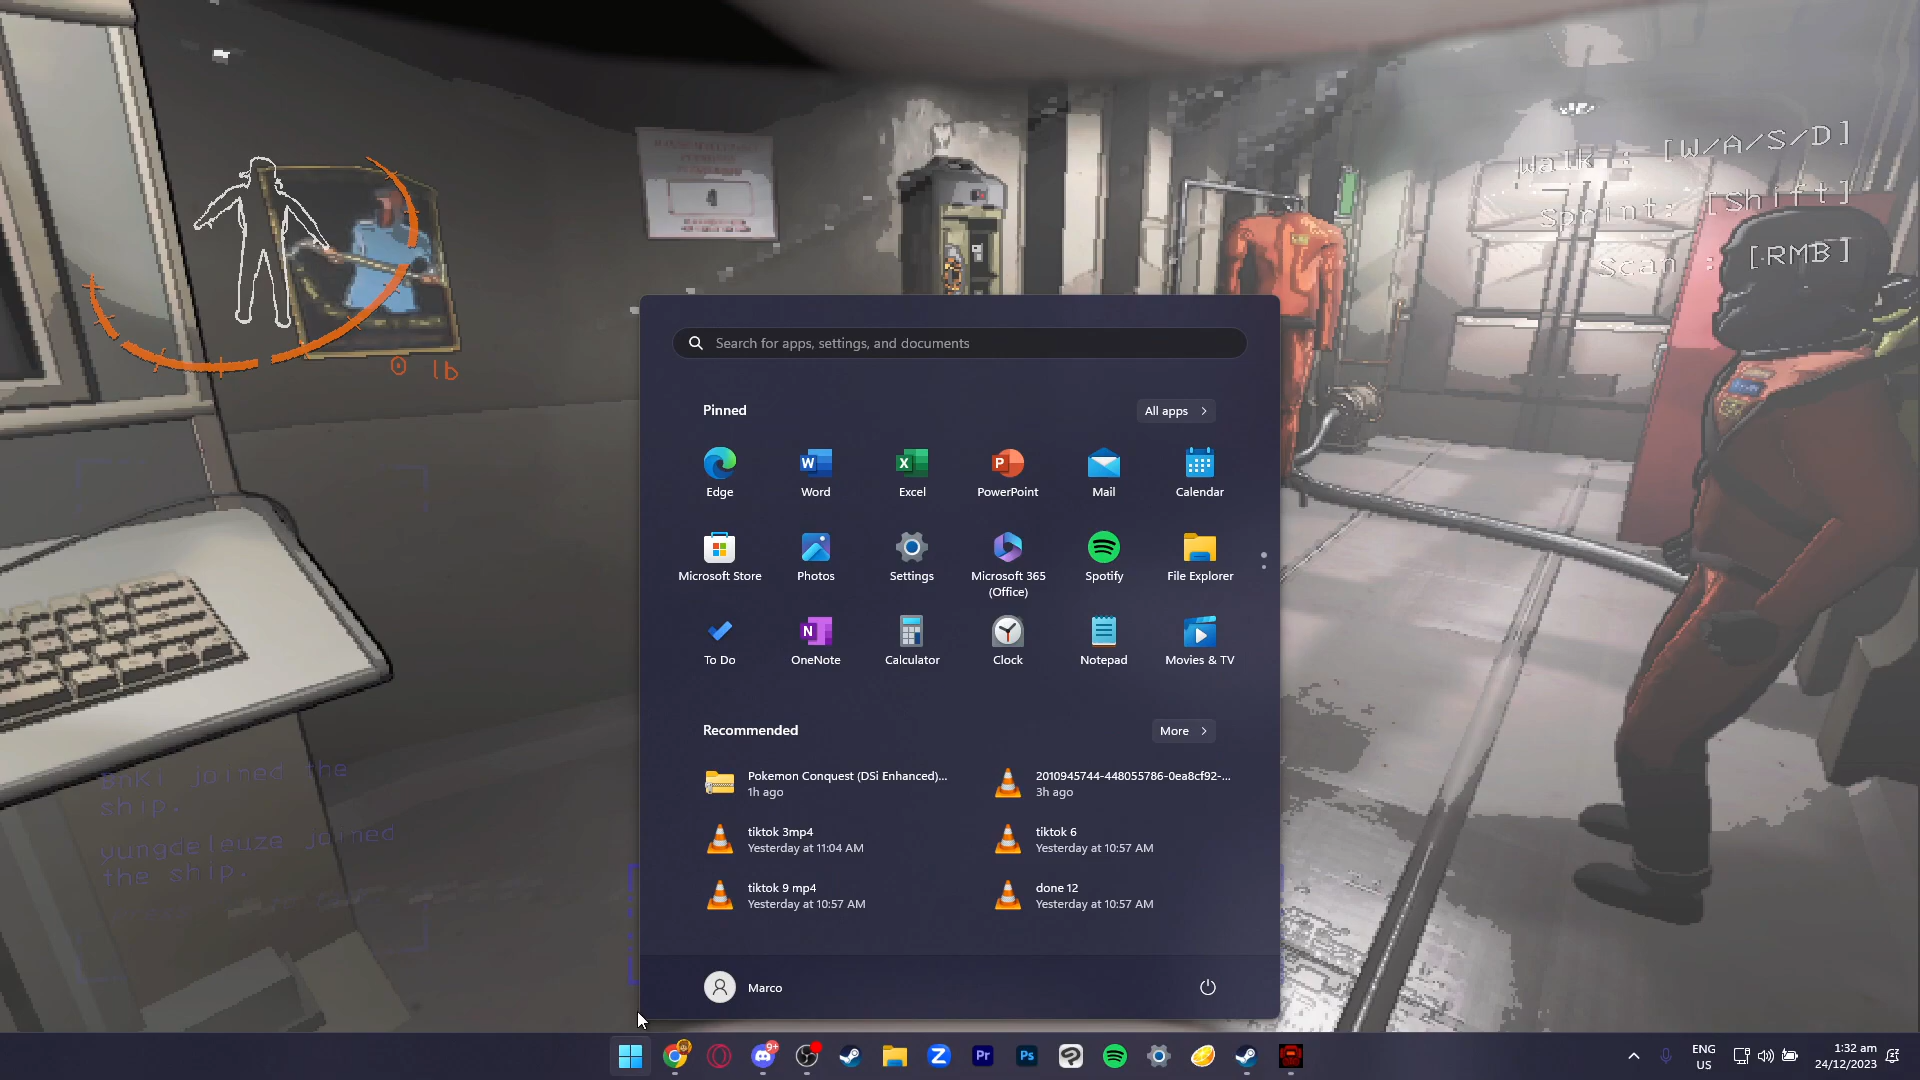 Walk : [W/A/S/D]
Sprint: [Shift]
Scan : [RMB]
0 lb
joined the
ship.
yungdeleuze joined
the ship.
Search for apps, settings, and documents
Pinned
All apps
Edge
Word
Excel
PowerPoint
Mail
Calendar
Microsoft Store
Photos
Settings
Microsoft 365
(Office)
Spotify
File Explorer
To Do
OneNote
Calculator
Clock
Notepad
Movies & TV
Recommended
More
Pokemon Conquest (DSi Enhanced)...
1h ago
2010945744-448055786-0ea8cf92-...
3h ago
tiktok 3mp4
Yesterday at 11:04 AM
tiktok 6
Yesterday at 10:57 AM
tiktok 9 mp4
Yesterday at 10:57 AM
done 12
Yesterday at 10:57 AM
Marco
9+
Pr
Ps
ENG
US
1:32 am
24/12/2023